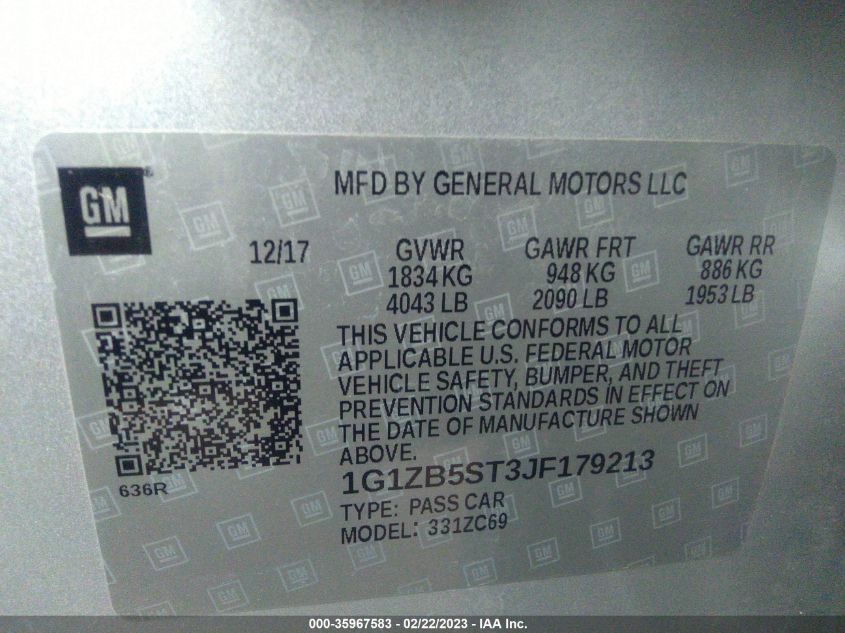 GM
MFD BY GENERAL MOTORS LLC
12/17
GVWR GAWR FRT GAWR RR
1834 KG 948 KG 886 KG
4043 LB 2090 LB 1953 LB
THIS VEHICLE CONFORMS TO ALL
APPLICABLE U.S. FEDERAL MOTOR
VEHICLE SAFETY, BUMPER, AND THEFT
PREVENTION STANDARDS IN EFFECT ON
THE DATE OF MANUFACTURE SHOWN
ABOVE.
1G1ZB5ST3JF179213
636R
TYPE: PASS CAR
MODEL: 331ZC69
000-35967583 - 02/22/2023 - IAA Inc.